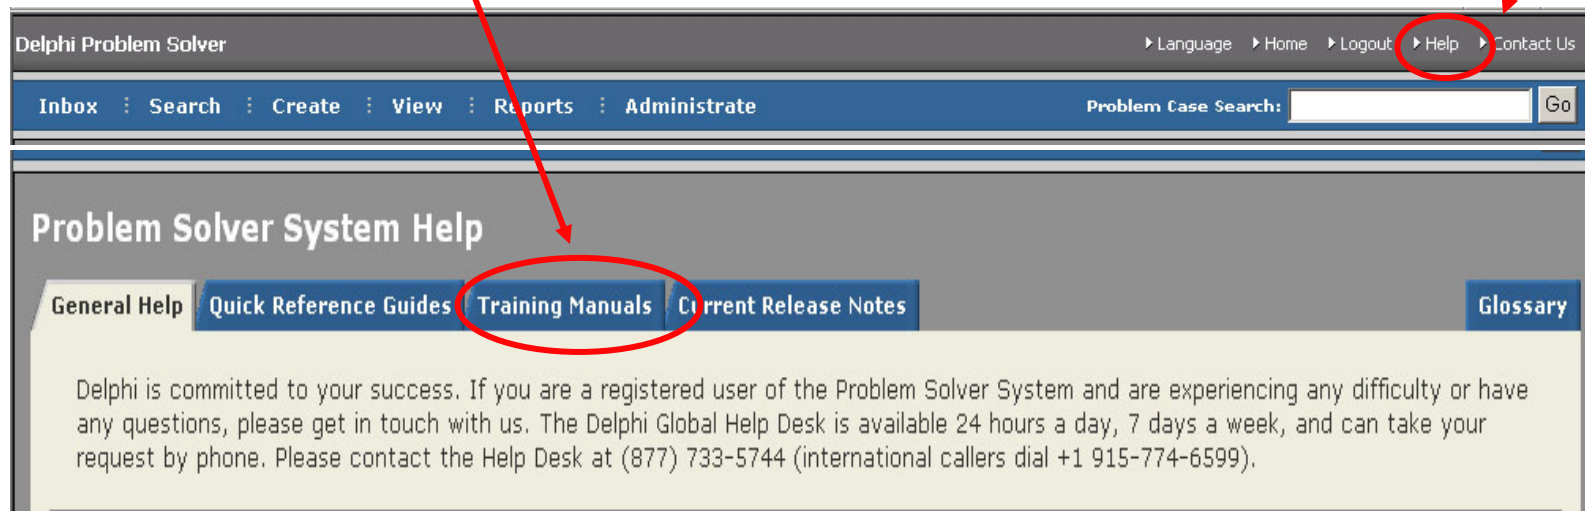 Delphi Problem Solver Language Home Logout Help Contact Us
Inbox Search Create View Reports Administrate Problem Case Search: Go
Problem Solver System Help
General Help Quick Reference Guides Training Manuals Current Release Notes Glossary
Delphi is committed to your success. If you are a registered user of the Problem Solver System and are experiencing any difficulty or have
any questions, please get in touch with us. The Delphi Global Help Desk is available 24 hours a day, 7 days a week, and can take your
request by phone. Please contact the Help Desk at (877) 733-5744 (international callers dial +1 915-774-6599).